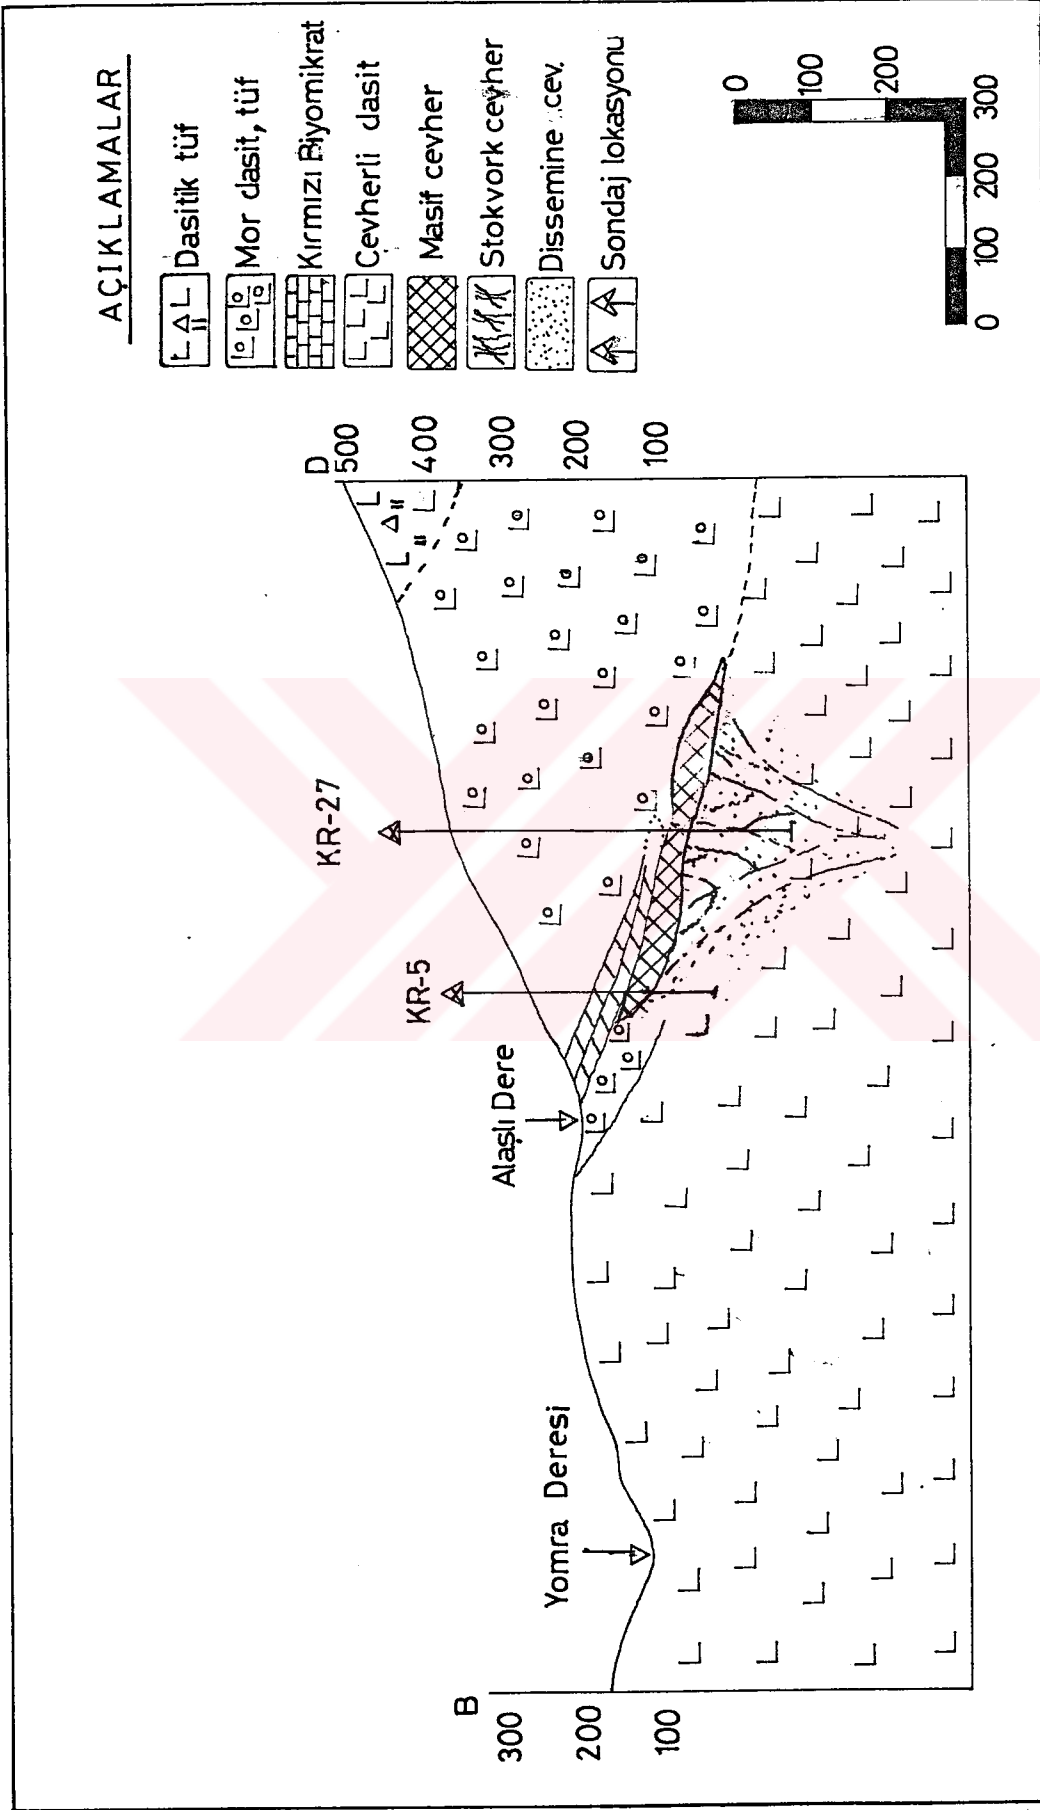 AÇIKLAMALAR
Dasitik tüf
Mor dasit, tüf
Kırmızı Biyomikrat
Cevherli dasit
Masif cevher
Stokvork cevher
Dissemine cev.
Sondaj lokasyonu
0
100
200
0 100 200 300
B
300
200
100
Yomra Deresi
Alaşlı Dere
KR-5
KR-27
D
500
400
300
200
100